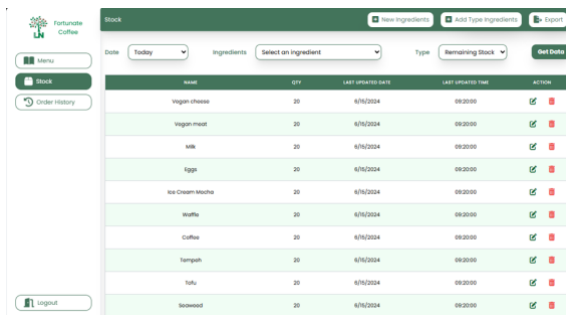 Fortunate
Coffee
Menu
Stock
Order History
Logout
Stock
New Ingredients
Add Type Ingredients
Export
Date
Today
Ingredients
Select an ingredient
Type
Remaining Stock
Get Data
NAME QTY LAST UPDATED DATE LAST UPDATED TIME ACTION
Vegan cheese 20 6/15/2024 09:20:00
Vegan meat 20 6/15/2024 09:20:00
Milk 20 6/15/2024 09:20:00
Eggs 20 6/15/2024 09:20:00
Ice Cream Mocha 20 6/15/2024 09:20:00
Waffle 20 6/15/2024 09:20:00
Coffee 20 6/15/2024 09:20:00
Tempeh 20 6/15/2024 09:20:00
Tofu 20 6/15/2024 09:20:00
Seaweed 20 6/15/2024 09:20:00